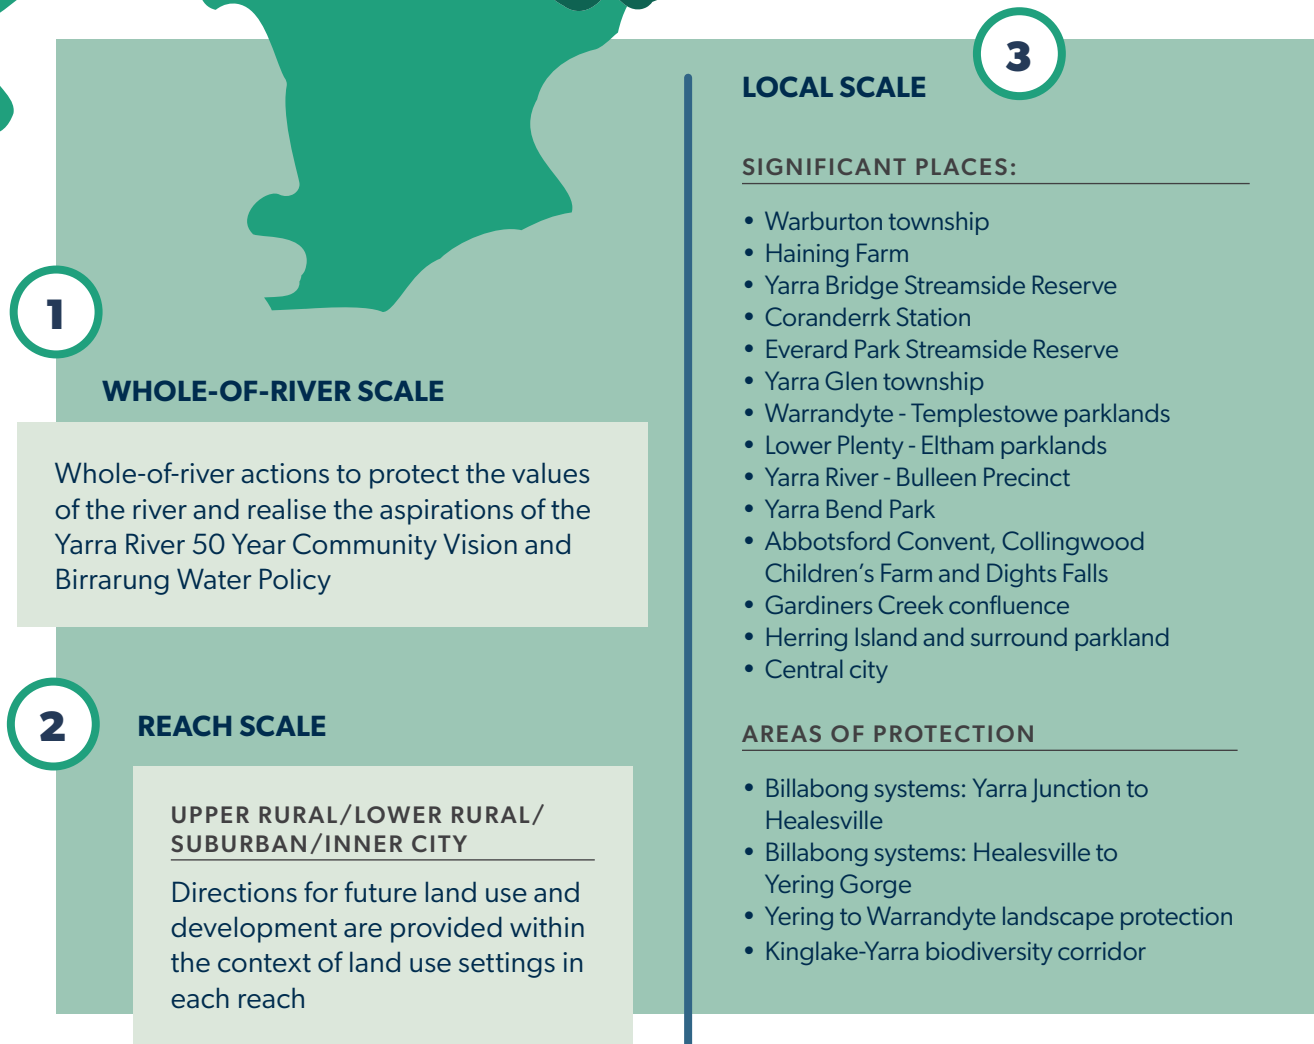 1
WHOLE-OF-RIVER SCALE
Whole-of-river actions to protect the values
of the river and realise the aspirations of the
Yarra River 50 Year Community Vision and
Birrarung Water Policy
2
REACH SCALE
UPPER RURAL/LOWER RURAL/
SUBURBAN/INNER CITY
Directions for future land use and
development are provided within
the context of land use settings in
each reach
3
LOCAL SCALE
SIGNIFICANT PLACES:
• Warburton township
• Haining Farm
• Yarra Bridge Streamside Reserve
• Coranderrk Station
• Everard Park Streamside Reserve
• Yarra Glen township
• Warrandyte - Templestowe parklands
• Lower Plenty - Eltham parklands
• Yarra River - Bulleen Precinct
• Yarra Bend Park
• Abbotsford Convent, Collingwood
Children’s Farm and Dights Falls
• Gardiners Creek confluence
• Herring Island and surround parkland
• Central city
AREAS OF PROTECTION
• Billabong systems: Yarra Junction to
Healesville
• Billabong systems: Healesville to
Yering Gorge
• Yering to Warrandyte landscape protection
• Kinglake-Yarra biodiversity corridor